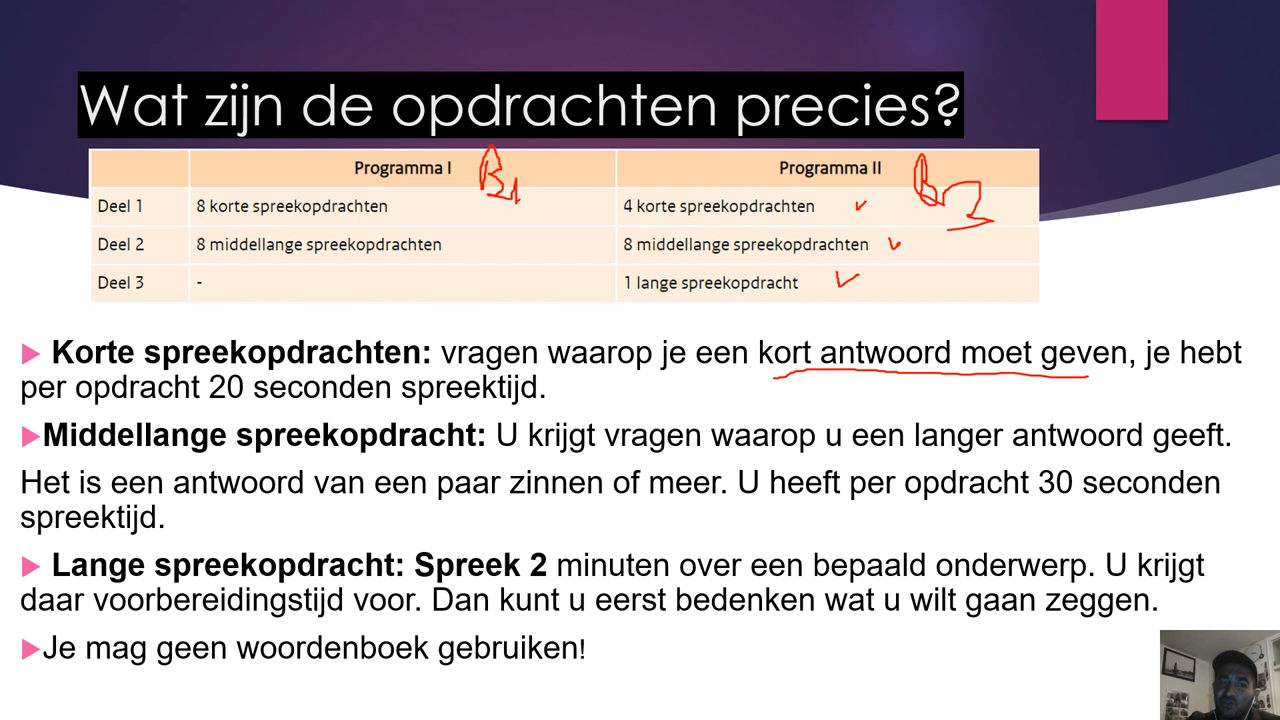 Wat zijn de opdrachten precies?
Programma I B1 Programma II
Deel 1 8 korte spreekopdrachten 4 korte spreekopdrachten
Deel 2 8 middellange spreekopdrachten 8 middellange spreekopdrachten
Deel 3 - 1 lange spreekopdracht
Korte spreekopdrachten: vragen waarop je een kort antwoord moet geven, je hebt
per opdracht 20 seconden spreektijd.
Middellange spreekopdracht: U krijgt vragen waarop u een langer antwoord geeft.
Het is een antwoord van een paar zinnen of meer. U heeft per opdracht 30 seconden
spreektijd.
Lange spreekopdracht: Spreek 2 minuten over een bepaald onderwerp. U krijgt
daar voorbereidingstijd voor. Dan kunt u eerst bedenken wat u wilt gaan zeggen.
Je mag geen woordenboek gebruiken!